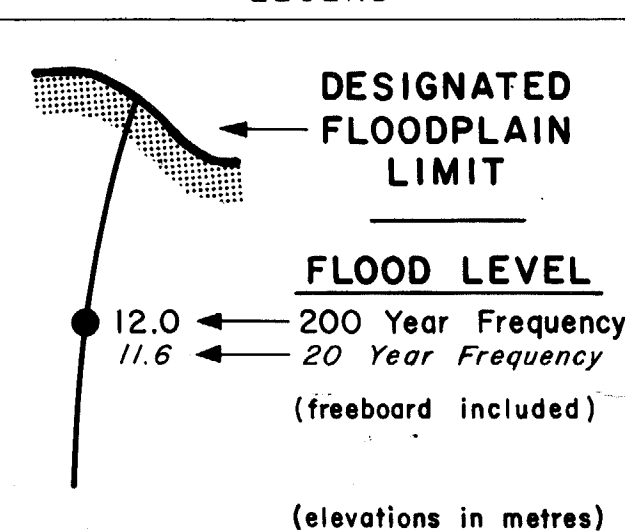 DESIGNATED
FLOODPLAIN
LIMIT
FLOOD LEVEL
12.0 200 Year Frequency
11.6 20 Year Frequency
(freeboard included)
(elevations in metres)